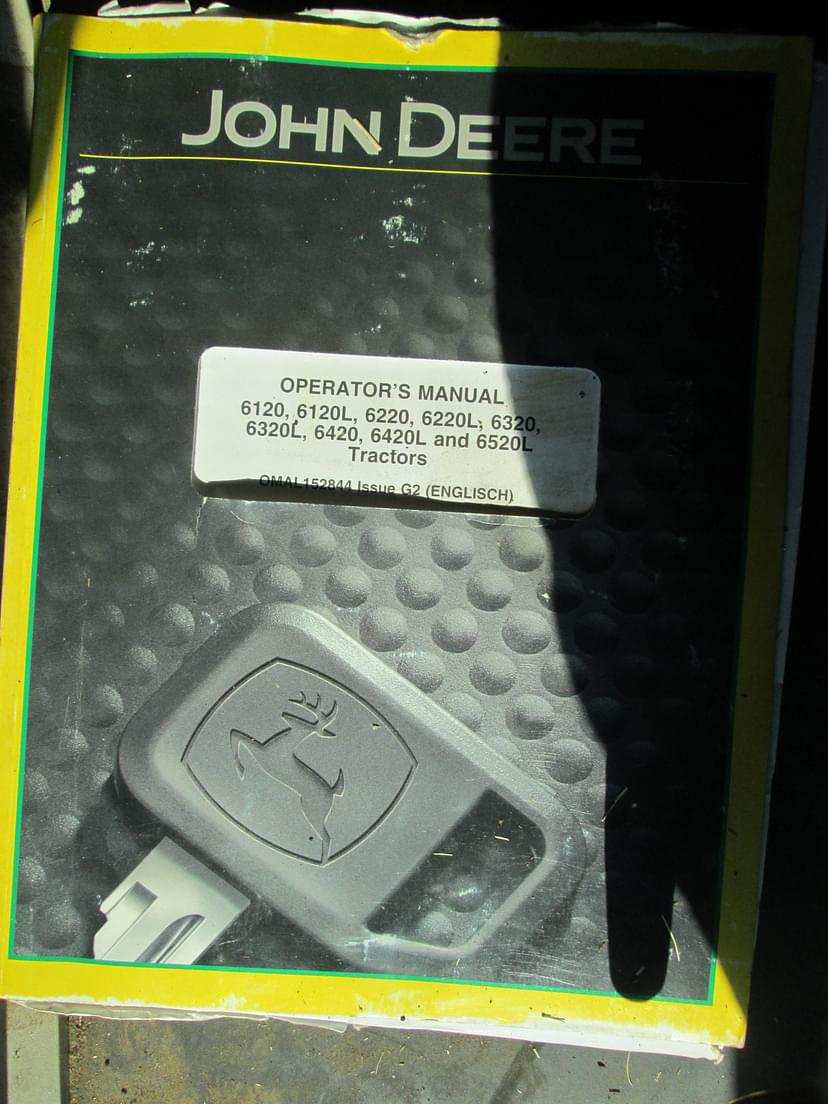 JOHN DEERE
OPERATOR'S MANUAL
6120, 6120L, 6220, 6220L, 6320,
6320L, 6420, 6420L and 6520L
Tractors
OMAL152844 Issue G2 (ENGLISCH)